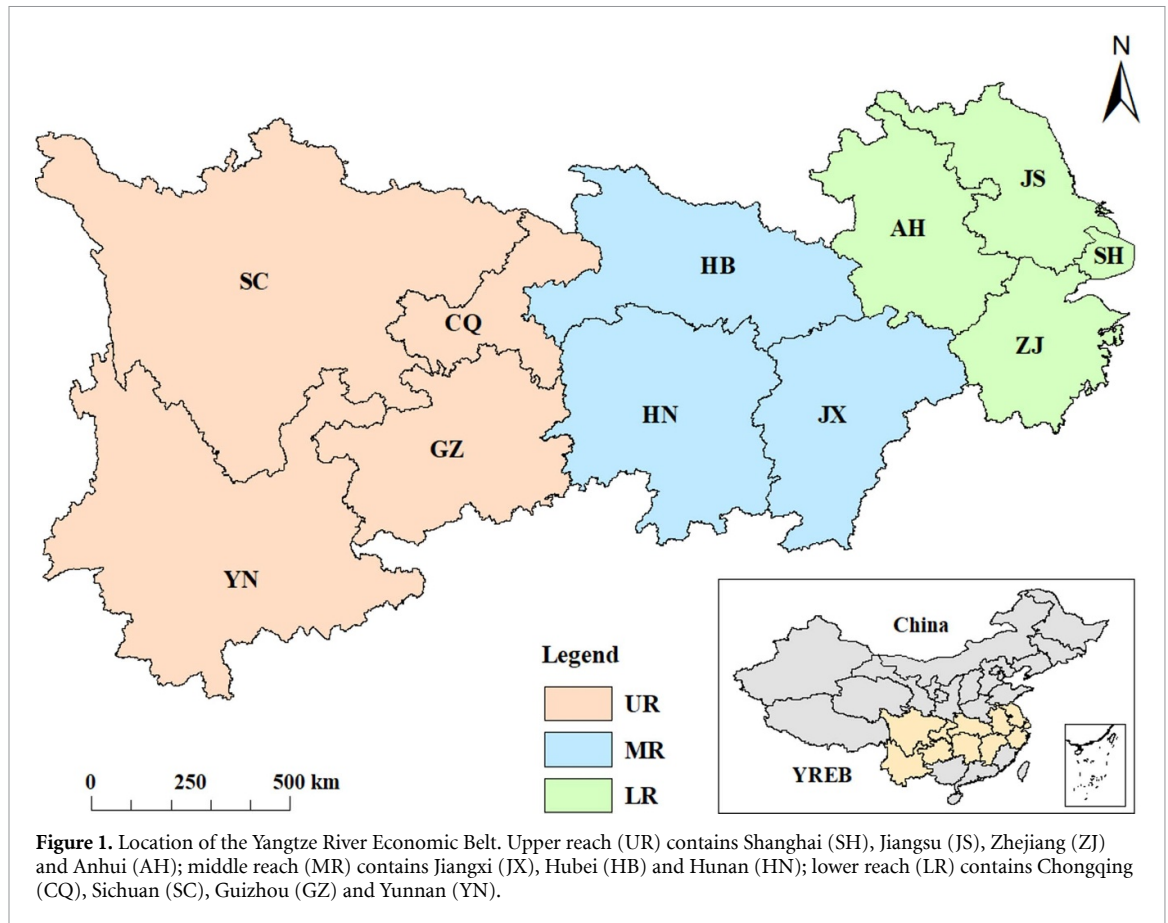 N
JS
AH
SH
SC
HB
CQ
ZJ
HN
JX
GZ
YN
China
YREB
Legend
UR
MR
LR
0 250 500 km
Figure 1. Location of the Yangtze River Economic Belt. Upper reach (UR) contains Shanghai (SH), Jiangsu (JS), Zhejiang (ZJ)
and Anhui (AH); middle reach (MR) contains Jiangxi (JX), Hubei (HB) and Hunan (HN); lower reach (LR) contains Chongqing
(CQ), Sichuan (SC), Guizhou (GZ) and Yunnan (YN).